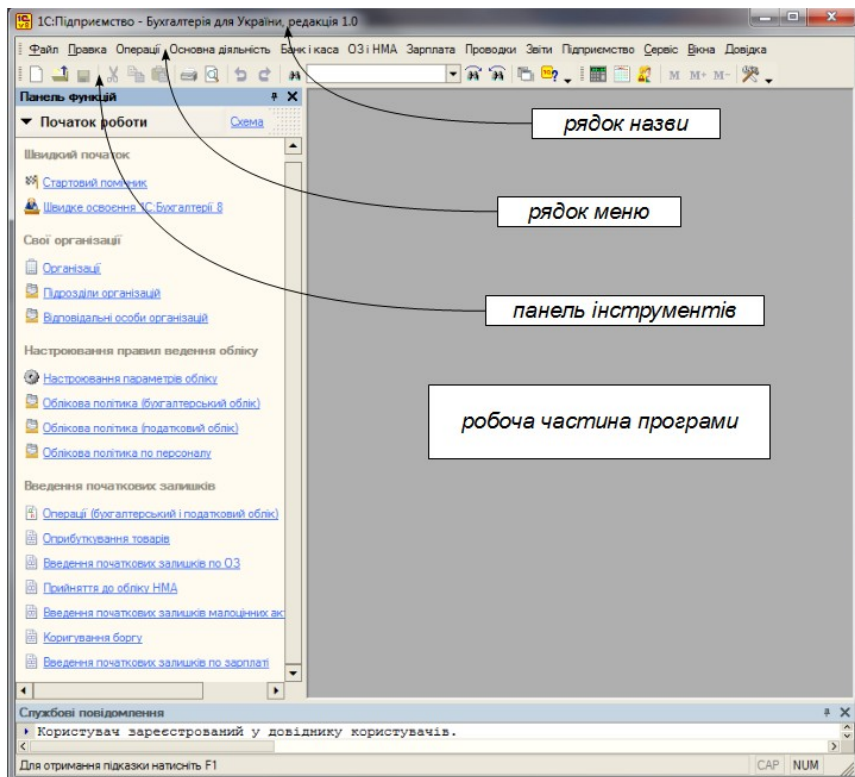 1С:Підприємство - Бухгалтерія для України, редакція 1.0
Файл Правка Операції Основна діяльність Банк і каса ОЗ і НМА Зарплата Проводки Звіти Підприємство Сервіс Вікна Довідка
М М+ М-
Панель функцій
Початок роботи Схема
рядок назви
Швидкий початок
Стартовий помічник
Швидке освоєння 1С:Бухгалтерії 8
рядок меню
Свої організації
Організації
Підрозділи організацій
Відповідальні особи організацій
панель інструментів
Настроювання правил ведення обліку
Настроювання параметрів обліку
Облікова політика (бухгалтерський облік)
робоча частина програми
Облікова політика (податковий облік)
Облікова політика по персоналу
Введення початкових залишків
Операції (бухгалтерський і податковий облік)
Оприбуткування товарів
Введення початкових залишків по ОЗ
Прийняття до обліку НМА
Введення початкових залишків малоцінних ак
Коригування боргу
Введення початкових залишків по зарплаті
Службові повідомлення
Користувач зареєстрований у довіднику користувачів.
Для отримання підказки натисніть F1 CAP NUM